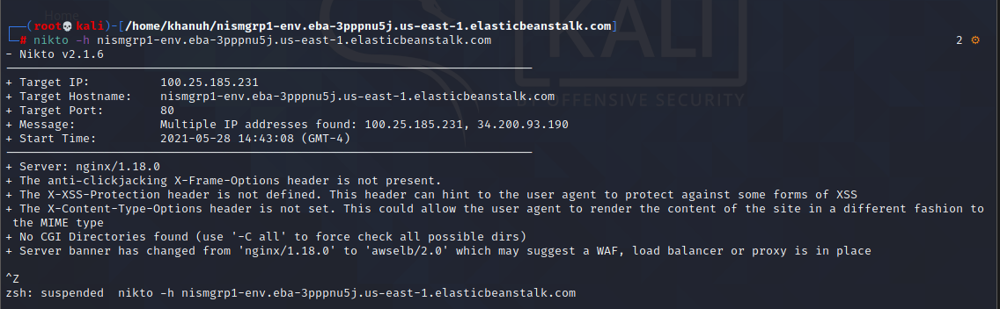 Home
┌──(root💀kali)-[/home/khanuh/nismgrp1-env.eba-3pppnu5j.us-east-1.elasticbeanstalk.com]
└─# nikto -h nismgrp1-env.eba-3pppnu5j.us-east-1.elasticbeanstalk.com 2 ⚙
- Nikto v2.1.6
---------------------------------------------------------------------------
+ Target IP: 100.25.185.231
+ Target Hostname: nismgrp1-env.eba-3pppnu5j.us-east-1.elasticbeanstalk.com
+ Target Port: 80
+ Message: Multiple IP addresses found: 100.25.185.231, 34.200.93.190
+ Start Time: 2021-05-28 14:43:08 (GMT-4)
---------------------------------------------------------------------------
+ Server: nginx/1.18.0
+ The anti-clickjacking X-Frame-Options header is not present.
+ The X-XSS-Protection header is not defined. This header can hint to the user agent to protect against some forms of XSS
+ The X-Content-Type-Options header is not set. This could allow the user agent to render the content of the site in a different fashion to
the MIME type
+ No CGI Directories found (use '-C all' to force check all possible dirs)
+ Server banner has changed from 'nginx/1.18.0' to 'awselb/2.0' which may suggest a WAF, load balancer or proxy is in place
^Z
zsh: suspended  nikto -h nismgrp1-env.eba-3pppnu5j.us-east-1.elasticbeanstalk.com
KALI
BY OFFENSIVE SECURITY